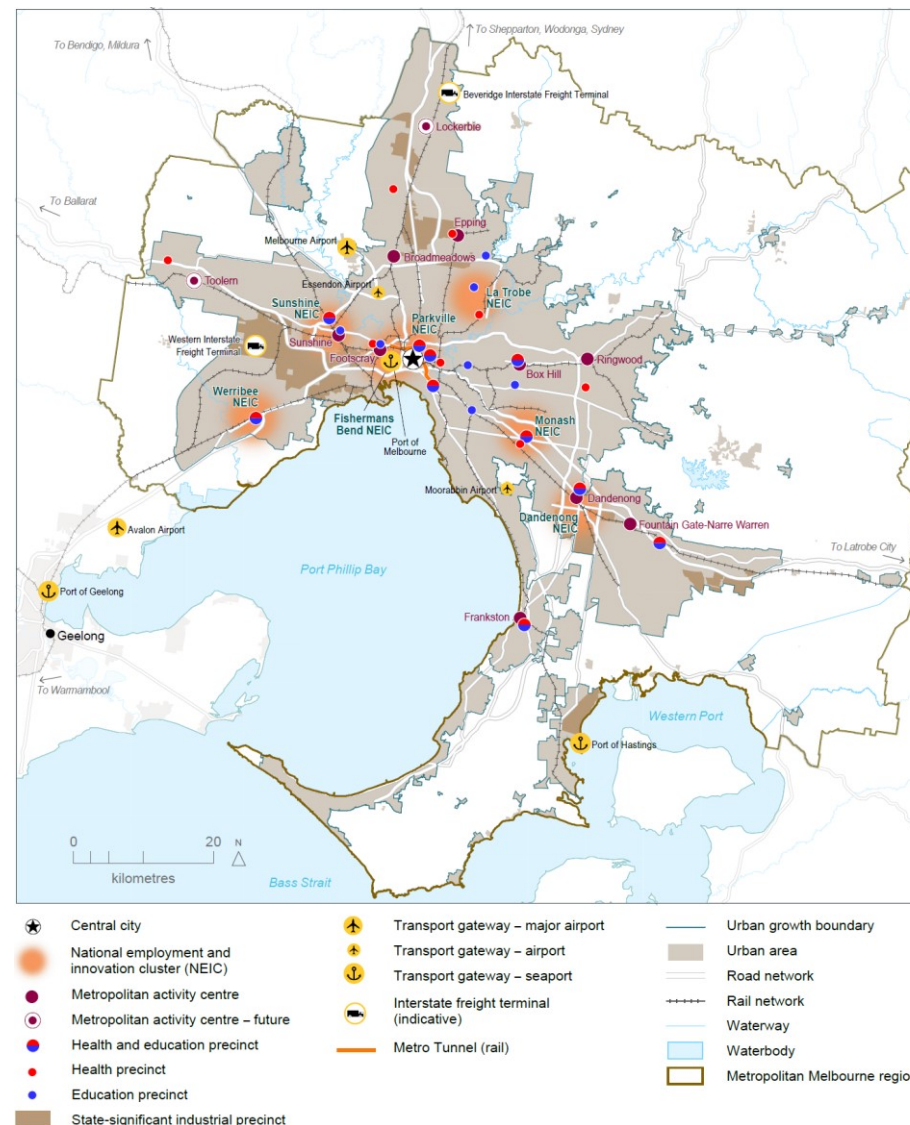 To Shepparton, Wodonga, Sydney
To Bendigo, Mildura
Beveridge Interstate Freight Terminal
Lockerbie
To Ballarat
Epping
Melbourne Airport
Broadmeadows
Toolern
Essendon Airport
La Trobe
NEIC
Sunshine
NEIC
Parkville
NEIC
Western Interstate
Freight Terminal
Sunshine
Footscray
Ringwood
Box Hill
Werribee
NEIC
Fishermans
Bend NEIC
Port of
Melbourne
Monash
NEIC
Moorabbin Airport
Dandenong
Dandenong
NEIC
Fountain Gate-Narre Warren
Avalon Airport
To Latrobe City
Port Phillip Bay
Port of Geelong
Frankston
Geelong
To Warrnambool
Western Port
Port of Hastings
0 20 N
kilometres
Bass Strait
Central city
National employment and
innovation cluster (NEIC)
Metropolitan activity centre
Metropolitan activity centre – future
Health and education precinct
Health precinct
Education precinct
State-significant industrial precinct
Transport gateway – major airport
Transport gateway – airport
Transport gateway – seaport
Interstate freight terminal
(indicative)
Metro Tunnel (rail)
Urban growth boundary
Urban area
Road network
Rail network
Waterway
Waterbody
Metropolitan Melbourne region